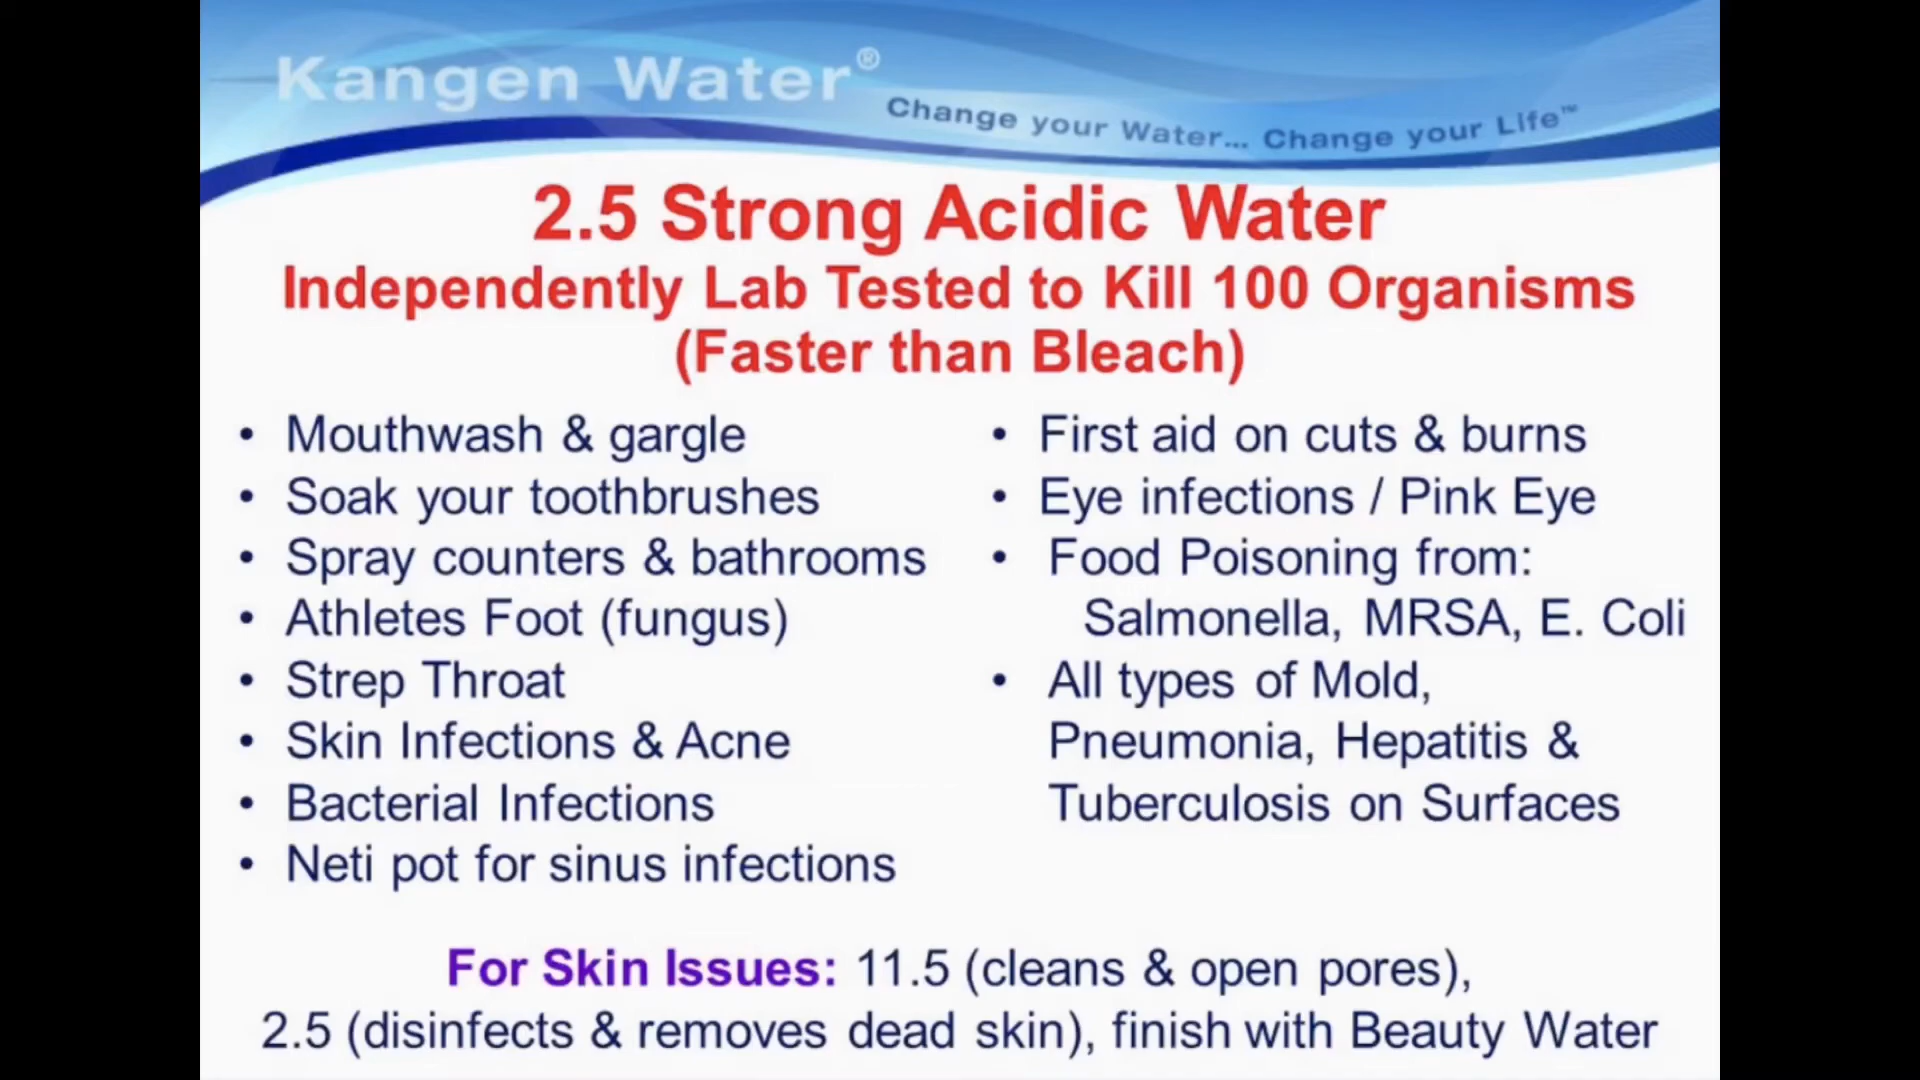 Kangen Water®
Change your Water... Change your Life™
2.5 Strong Acidic Water
Independently Lab Tested to Kill 100 Organisms
(Faster than Bleach)
• Mouthwash & gargle
• Soak your toothbrushes
• Spray counters & bathrooms
• Athletes Foot (fungus)
• Strep Throat
• Skin Infections & Acne
• Bacterial Infections
• Neti pot for sinus infections
• First aid on cuts & burns
• Eye infections / Pink Eye
• Food Poisoning from:
Salmonella, MRSA, E. Coli
• All types of Mold,
Pneumonia, Hepatitis &
Tuberculosis on Surfaces
For Skin Issues: 11.5 (cleans & open pores),
2.5 (disinfects & removes dead skin), finish with Beauty Water